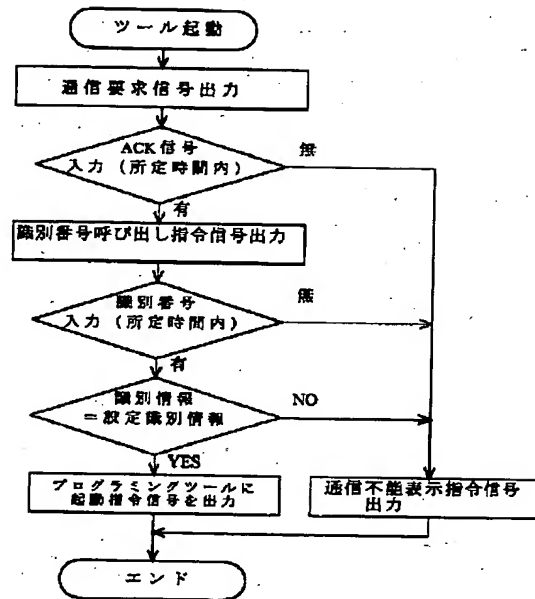 ツール起動
通信要求信号出力
ACK信号
入力（所定時間内）
無
有
識別番号呼び出し指令信号出力
識別番号
入力（所定時間内）
無
有
識別情報
＝設定識別情報
NO
YES
プログラミングツールに
起動指令信号を出力
通信不能表示指令信号
出力
エンド